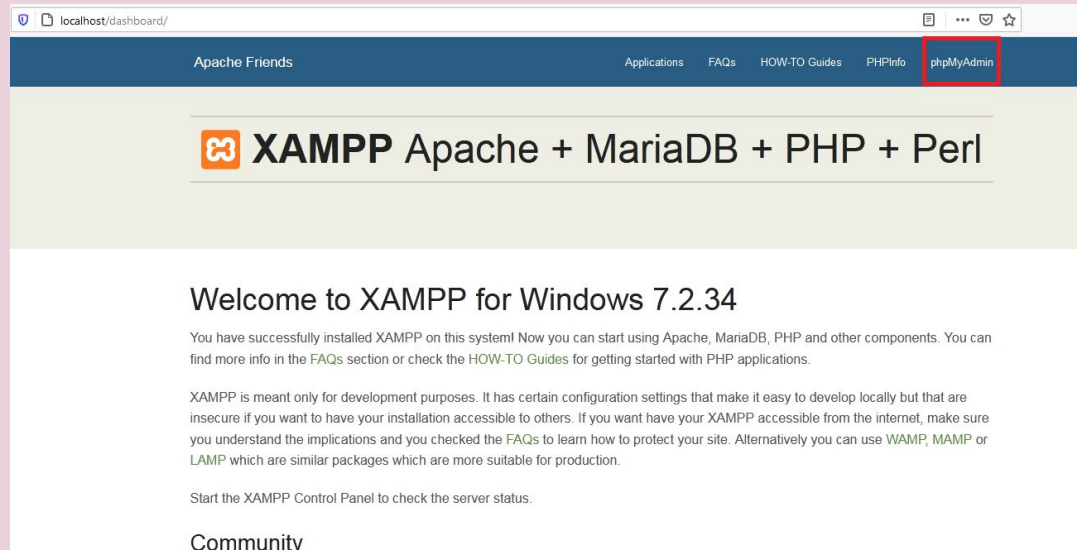 localhost/dashboard/
Apache Friends
Applications FAQs HOW-TO Guides PHPInfo phpMyAdmin
XAMPP Apache + MariaDB + PHP + Perl
Welcome to XAMPP for Windows 7.2.34
You have successfully installed XAMPP on this system! Now you can start using Apache, MariaDB, PHP and other components. You can
find more info in the FAQs section or check the HOW-TO Guides for getting started with PHP applications.
XAMPP is meant only for development purposes. It has certain configuration settings that make it easy to develop locally but that are
insecure if you want to have your installation accessible to others. If you want have your XAMPP accessible from the internet, make sure
you understand the implications and you checked the FAQs to learn how to protect your site. Alternatively you can use WAMP, MAMP or
LAMP which are similar packages which are more suitable for production.
Start the XAMPP Control Panel to check the server status.
Community